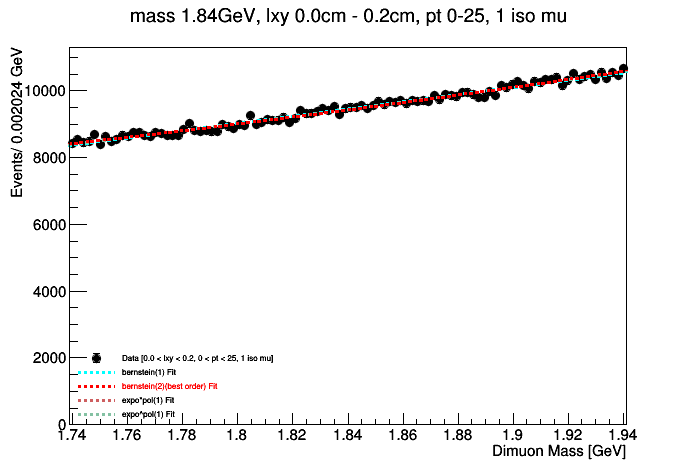 mass 1.84GeV, lxy 0.0cm - 0.2cm, pt 0-25, 1 iso mu
Events/ 0.002024 GeV
10000
8000
6000
4000
2000
0
Data [0.0 < lxy < 0.2, 0 < pt < 25, 1 iso mu]
bernstein(1) Fit
bernstein(2)(best order) Fit
expo*pol(1) Fit
expo^pol(1) Fit
1.74 1.76 1.78 1.8 1.82 1.84 1.86 1.88 1.9 1.92 1.94
Dimuon Mass [GeV]